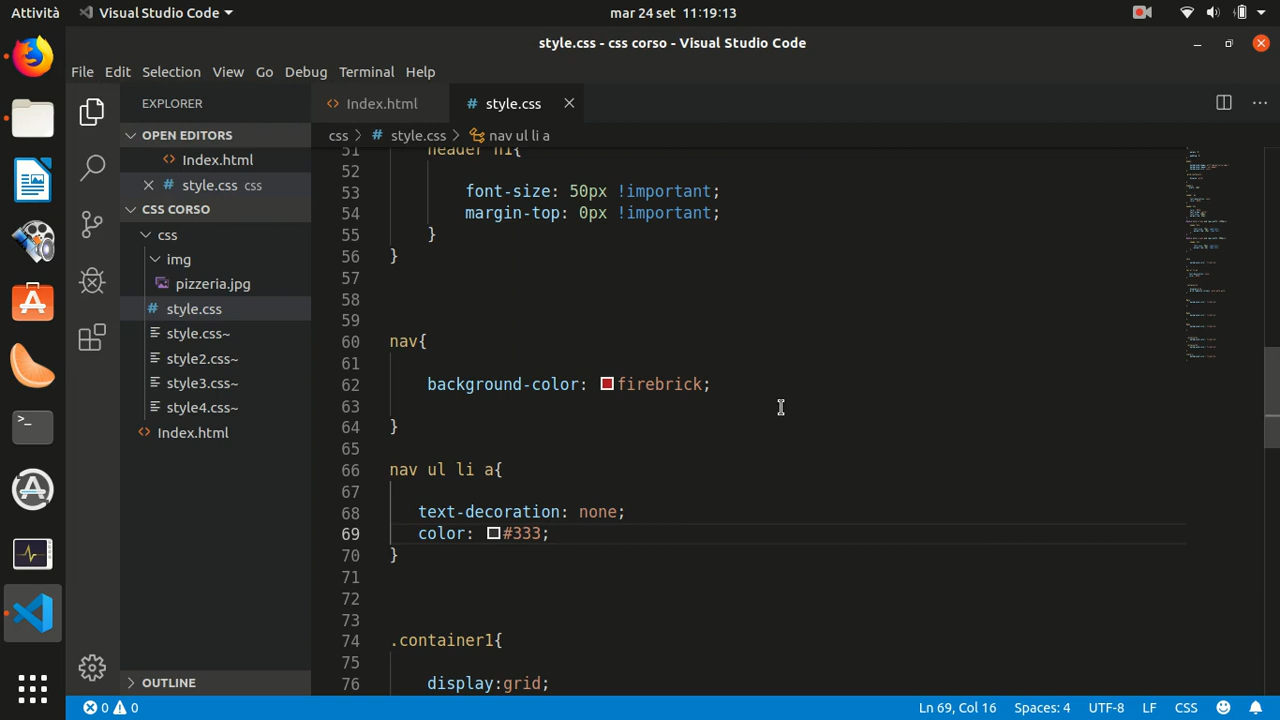 Attività
Visual Studio Code
mar 24 set 11:19:13
style.css - css corso - Visual Studio Code
File Edit Selection View Go Debug Terminal Help
EXPLORER
Index.html
style.css
OPEN EDITORS
css
style.css
nav ul li a
Index.html
style.css css
CSS CORSO
css
img
pizzeria.jpg
style.css
style.css~
style2.css~
style3.css~
style4.css~
Index.html
OUTLINE
51 header h1{
52
53 font-size: 50px !important;
54 margin-top: 0px !important;
55 }
56 }
57
58
59
60 nav{
61
62 background-color: firebrick;
63
64 }
65
66 nav ul li a{
67
68 text-decoration: none;
69 color: #333;
70 }
71
72
73
74 .container1{
75
76 display:grid;
0 0
Ln 69, Col 16
Spaces: 4
UTF-8
LF
CSS